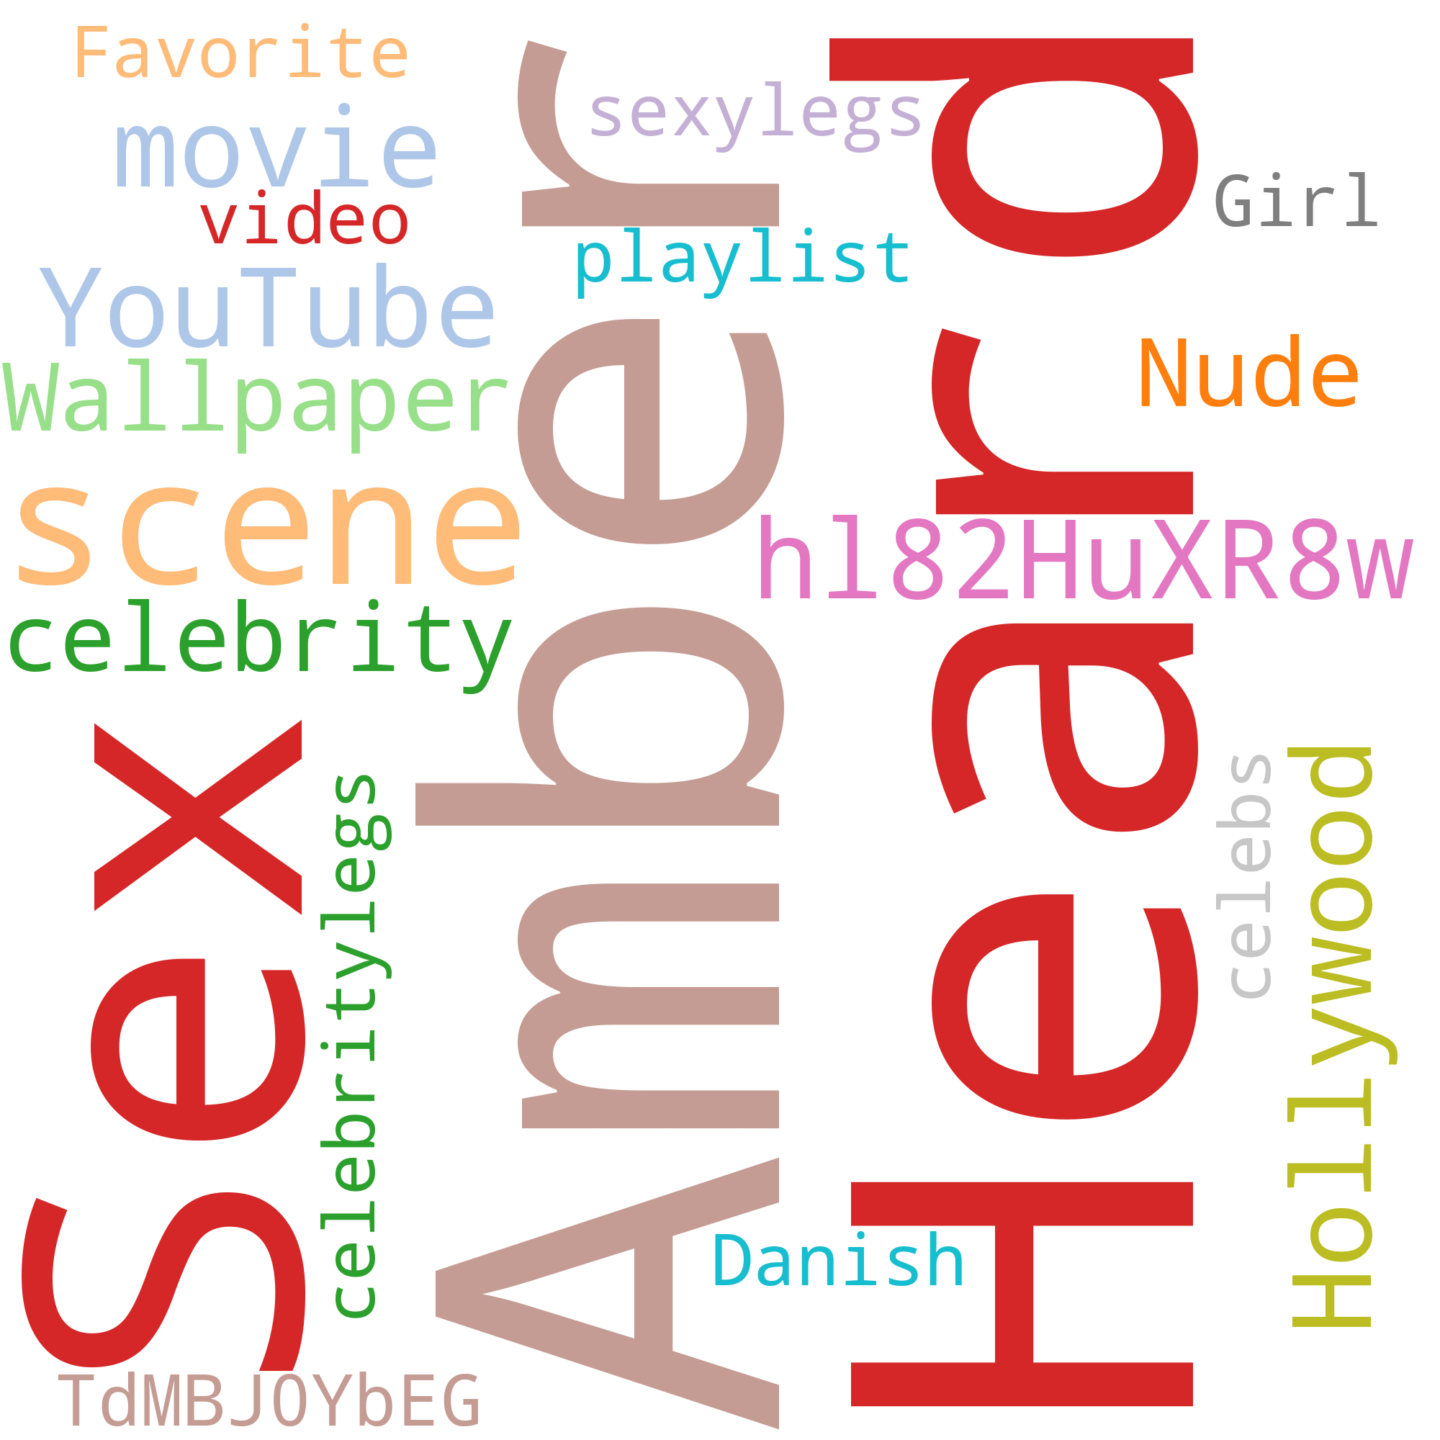 Favorite
movie
video
YouTube
Wallpaper
scene
celebrity
Sex
celebritylegs
TdMBJ0YbEG
Amber
sexylegs
playlist
Heard
Danish
Girl
Nude
hl82HuXR8w
celebs
Hollywood